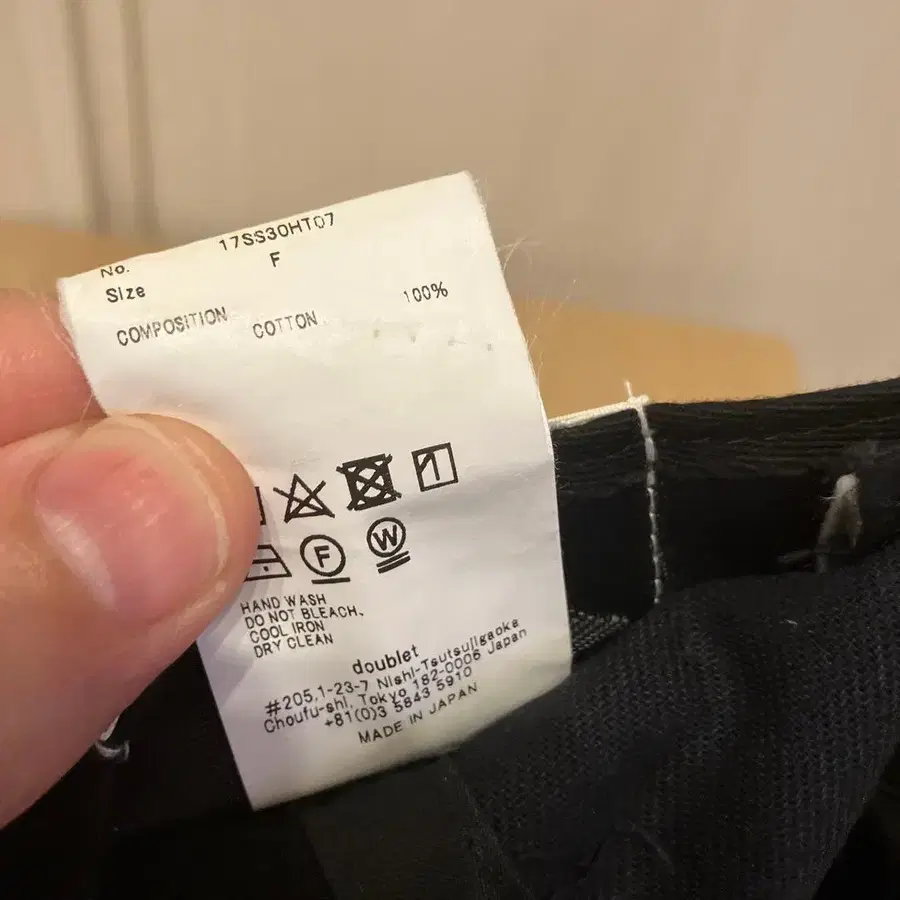 No. 17SS30HT07
Size F
COMPOSITION COTTON 100%
F W
HAND WASH
DO NOT BLEACH.
COOL IRON
DRY CLEAN
doublet
#205,1-23-7 Nishi-Tsutsujigaoka
Choufu-shi, Tokyo 182-0006 Japan
+81(0)3 5843 5910
MADE IN JAPAN